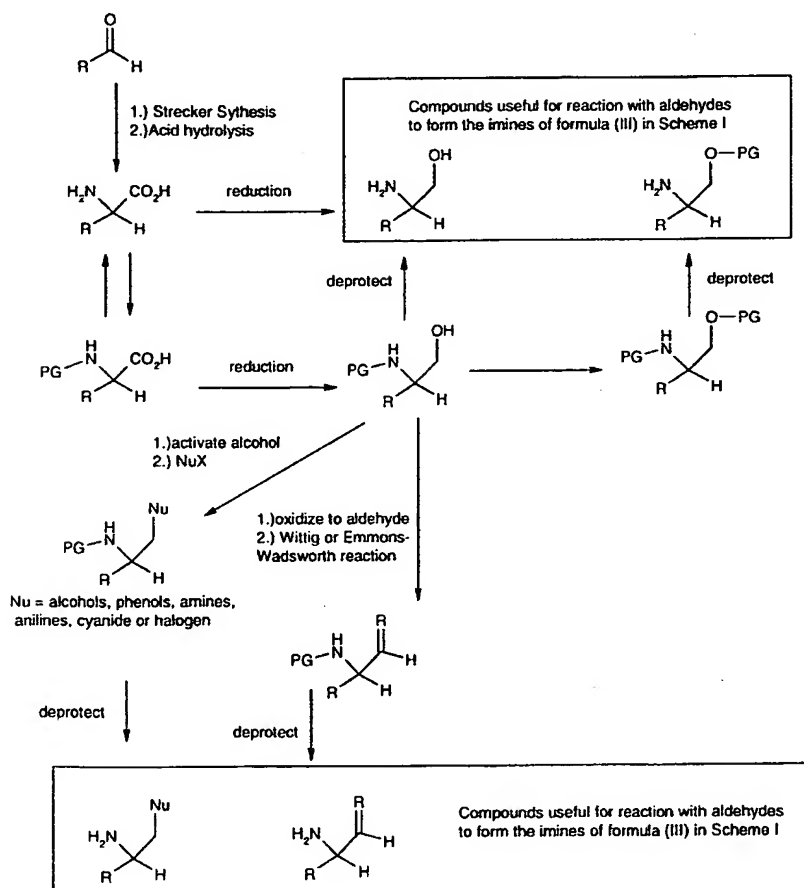 O
R
H
1.) Strecker Sythesis
2.)Acid hydrolysis
Compounds useful for reaction with aldehydes
to form the imines of formula (III) in Scheme I
OH
H2N
R
H
O—PG
H2N
R
H
H2N
CO2H
R
H
reduction
deprotect
deprotect
H
PG
N
CO2H
R
H
reduction
OH
H
PG
N
R
H
O—PG
H
PG
N
R
H
1.)activate alcohol
2.) NuX
Nu
H
PG
N
R
H
1.)oxidize to aldehyde
2.) Wittig or Emmons-
Wadsworth reaction
Nu = alcohols, phenols, amines,
anilines, cyanide or halogen
R
H
PG
N
H
R
H
deprotect
deprotect
Nu
H2N
R
H
R
H2N
H
R
H
Compounds useful for reaction with aldehydes
to form the imines of formula (III) in Scheme I